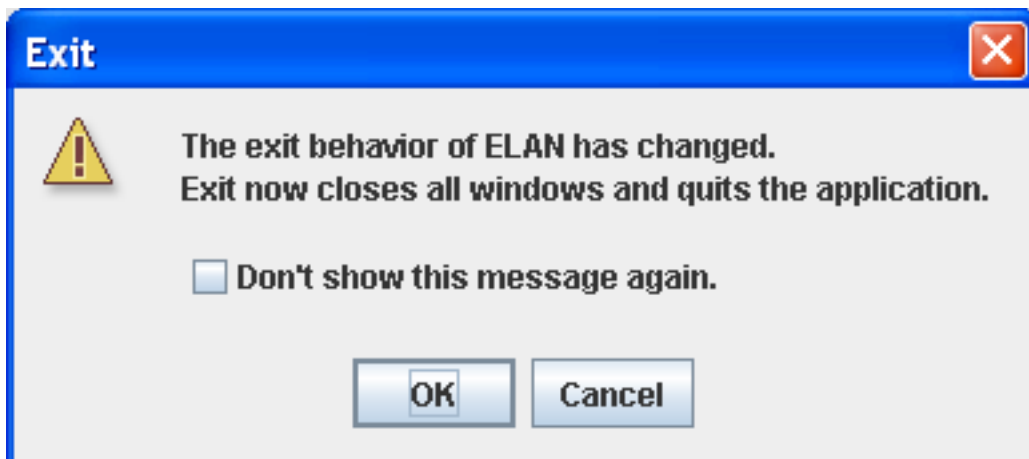 Exit
The exit behavior of ELAN has changed.
Exit now closes all windows and quits the application.
Don't show this message again.
OK Cancel